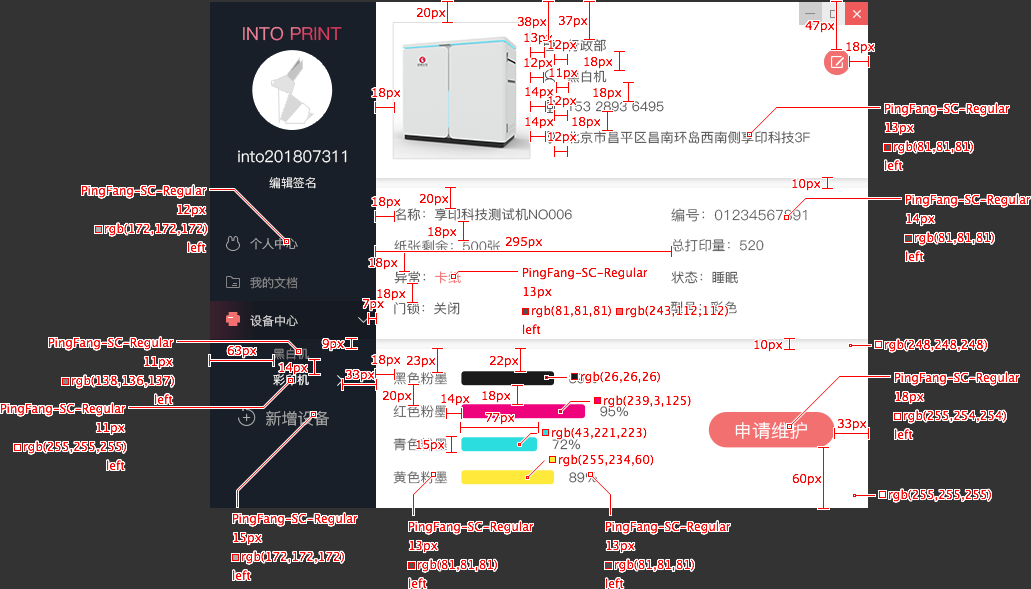 20px
INTO PRINT
38px
37px
47px
13px
12px
行政部
18px
18px
12px
11px
黑白机
18px
14px
12px
153 2893 6495
18px
14px
12px
18px
北京市昌平区昌南环岛西南侧享印科技3F
PingFang-SC-Regular
13px
rgb(81,81,81)
left
into201807311
编辑签名
10px
PingFang-SC-Regular
12px
rgb(172,172,172)
left
18px
20px
名称：享印科技测试机NO006
编号：01234567891
PingFang-SC-Regular
14px
rgb(81,81,81)
left
18px
295px
个人中心
纸张剩余：500张
总打印量：520
18px
我的文档
异常：卡纸
状态：睡眠
PingFang-SC-Regular
13px
rgb(81,81,81)
rgb(243,112,112)
left
18px
7px
设备中心
门锁：关闭
型号：彩色
PingFang-SC-Regular
11px
rgb(138,136,137)
left
9px
10px
rgb(248,248,248)
63px
黑白机
14px
彩印机
33px
18px
23px
22px
黑色粉墨
rgb(26,26,26)
20px
14px
18px
rgb(239,3,125)
PingFang-SC-Regular
18px
rgb(255,254,254)
left
PingFang-SC-Regular
11px
rgb(255,255,255)
left
新增设备
红色粉墨
77px
95%
申请维护
33px
青色粉墨
15px
rgb(43,221,223)
72%
rgb(255,234,60)
黄色粉墨
89%
60px
rgb(255,255,255)
PingFang-SC-Regular
15px
rgb(172,172,172)
left
PingFang-SC-Regular
13px
rgb(81,81,81)
left
PingFang-SC-Regular
13px
rgb(81,81,81)
left